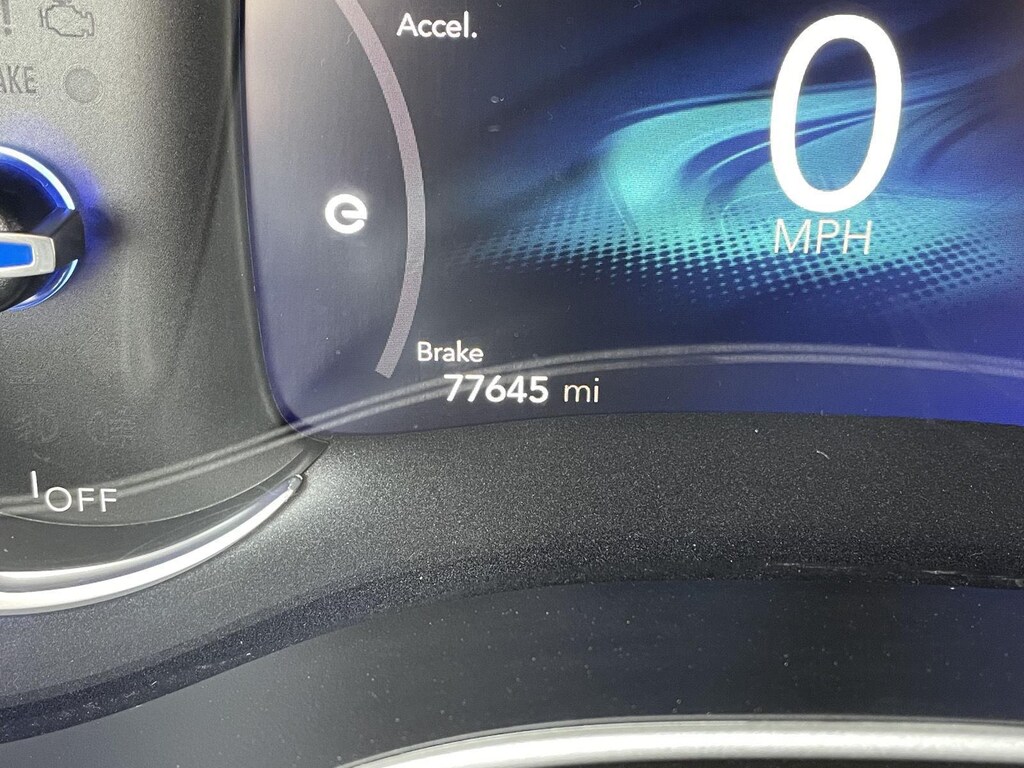 Accel.
0
MPH
Brake
77645 mi
OFF